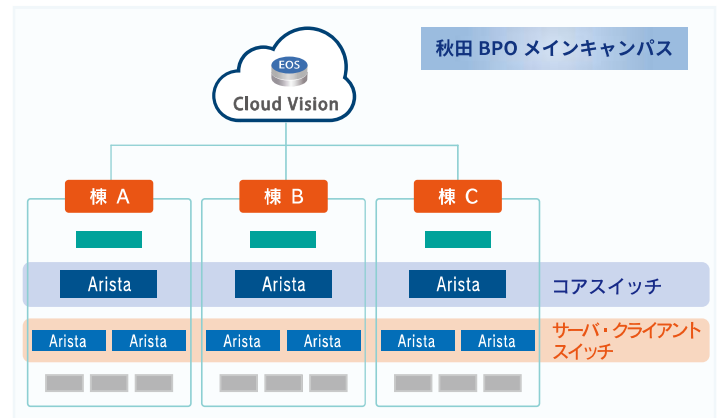 秋田 BPO メインキャンパス
EOS
Cloud Vision
棟 A
棟 B
棟 C
Arista
Arista
Arista
コアスイッチ
Arista
Arista
Arista
Arista
Arista
Arista
サーバ・クライアント
スイッチ